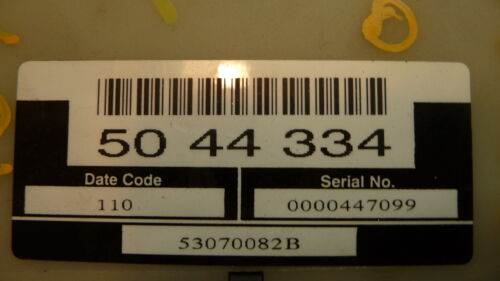 50 44 334
Date Code
Serial No.
110
0000447099
53070082B